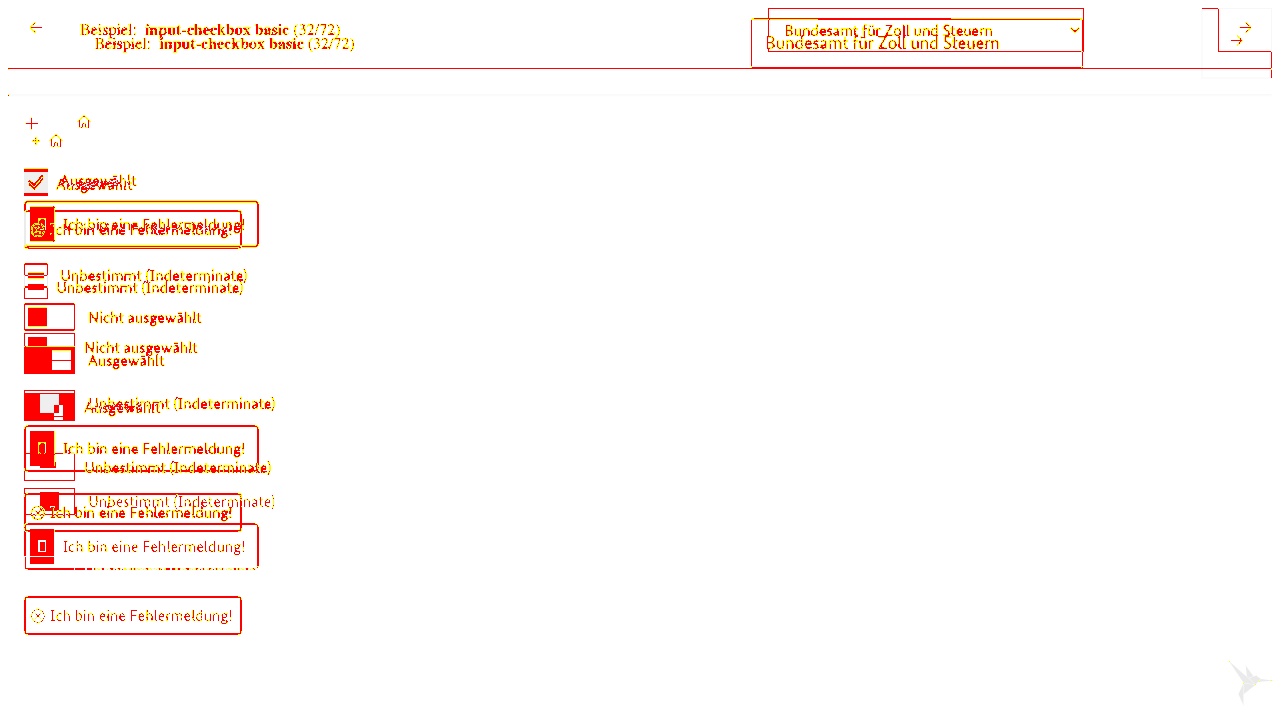 Beispiel: input-checkbox basic (32/72)
Beispiel: input-checkbox basic (32/72)
Bundesamt für Zoll und Steuern
Bundesamt für Zoll und Steuern
Ausgewählt
Ausgewählt
Ich bin eine Fehlermeldung!
Ich bin eine Fehlermeldung!
Unbestimmt (Indeterminate)
Unbestimmt (Indeterminate)
Nicht ausgewählt
Nicht ausgewählt
Ausgewählt
Unbestimmt (Indeterminate)
Ausgewählt
Ich bin eine Fehlermeldung!
Unbestimmt (Indeterminate)
Unbestimmt (Indeterminate)
Ich bin eine Fehlermeldung!
Ich bin eine Fehlermeldung!
Ich bin eine Fehlermeldung!